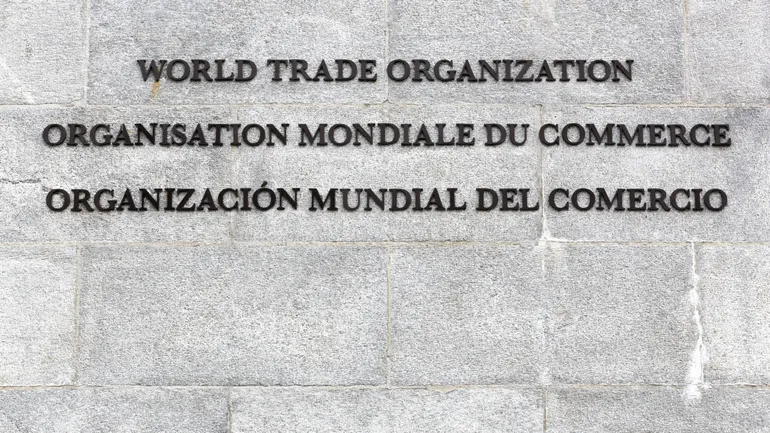 WORLD TRADE ORGANIZATION
ORGANISATION MONDIALE DU COMMERCE
ORGANIZACIÓN MUNDIAL DEL COMERCIO